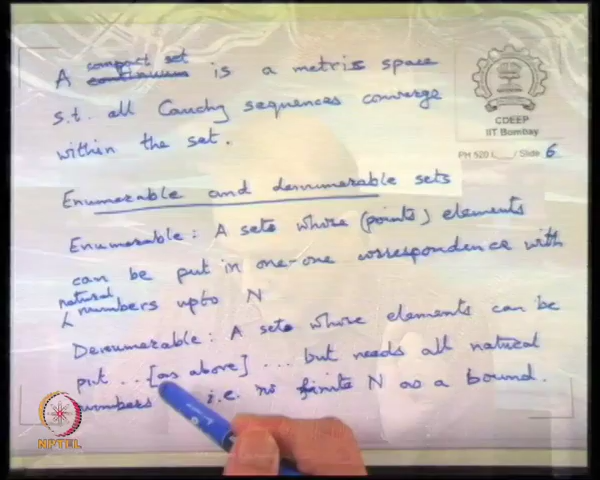 compact set
A continuum is a metric space
s.t. all Cauchy sequences converge
within the set.
CDEEP
IIT Bombay
PH 520 L /Slide 6
Enumerable and denumerable sets
Enumerable: A sets whose (points) elements
can be put in one-one correspondence with
natural
numbers upto N
Denumerable: A sets whose elements can be
put .. [as above] ... but needs all natural
numbers i.e. no finite N as a bound.
NPTEL